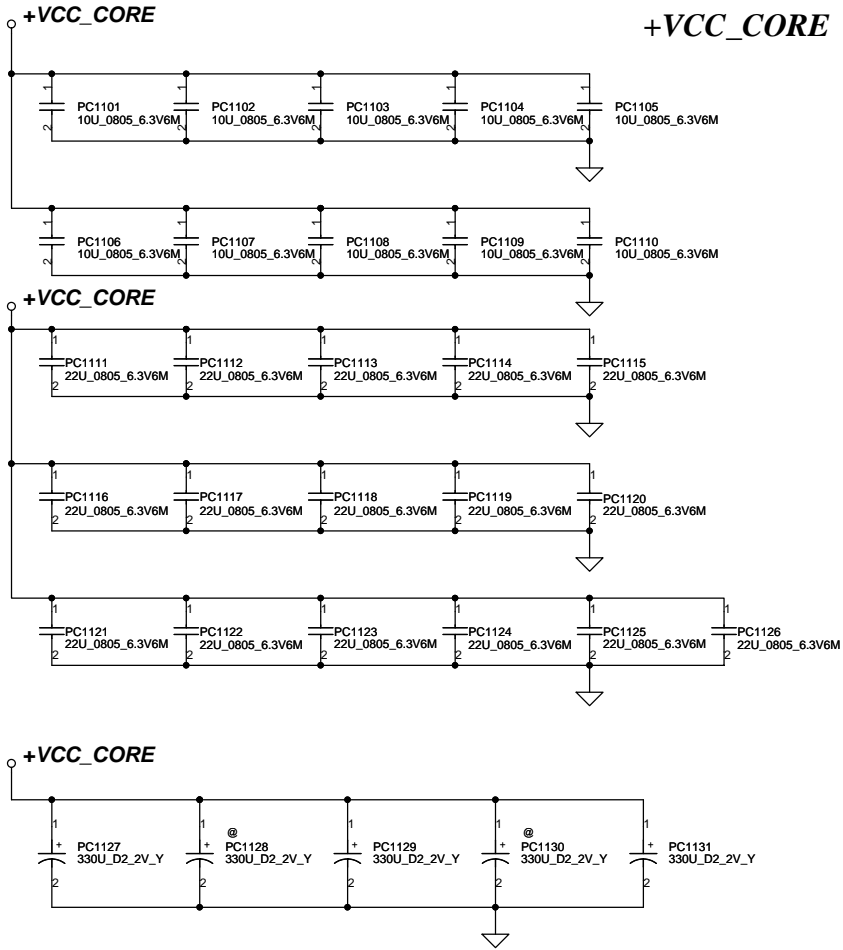 +VCC_CORE
+VCC_CORE
1 1 1 1 1
PC1101 PC1102 PC1103 PC1104 PC1105
10U_0805_6.3V6M 10U_0805_6.3V6M 10U_0805_6.3V6M 10U_0805_6.3V6M 10U_0805_6.3V6M
2 2 2 2 2
1 1 1 1 1
PC1106 PC1107 PC1108 PC1109 PC1110
10U_0805_6.3V6M 10U_0805_6.3V6M 10U_0805_6.3V6M 10U_0805_6.3V6M 10U_0805_6.3V6M
2 2 2 2 2
+VCC_CORE
1 1 1 1 1
PC1111 PC1112 PC1113 PC1114 PC1115
22U_0805_6.3V6M 22U_0805_6.3V6M 22U_0805_6.3V6M 22U_0805_6.3V6M 22U_0805_6.3V6M
2 2 2 2 2
1 1 1 1 1
PC1116 PC1117 PC1118 PC1119 PC1120
22U_0805_6.3V6M 22U_0805_6.3V6M 22U_0805_6.3V6M 22U_0805_6.3V6M 22U_0805_6.3V6M
2 2 2 2 2
1 1 1 1 1 1
PC1121 PC1122 PC1123 PC1124 PC1125 PC1126
22U_0805_6.3V6M 22U_0805_6.3V6M 22U_0805_6.3V6M 22U_0805_6.3V6M 22U_0805_6.3V6M 22U_0805_6.3V6M
2 2 2 2 2 2
+VCC_CORE
1 1 1 1 1
@ @
+ + + + +
PC1127 PC1128 PC1129 PC1130 PC1131
330U_D2_2V_Y 330U_D2_2V_Y 330U_D2_2V_Y 330U_D2_2V_Y 330U_D2_2V_Y
2 2 2 2 2